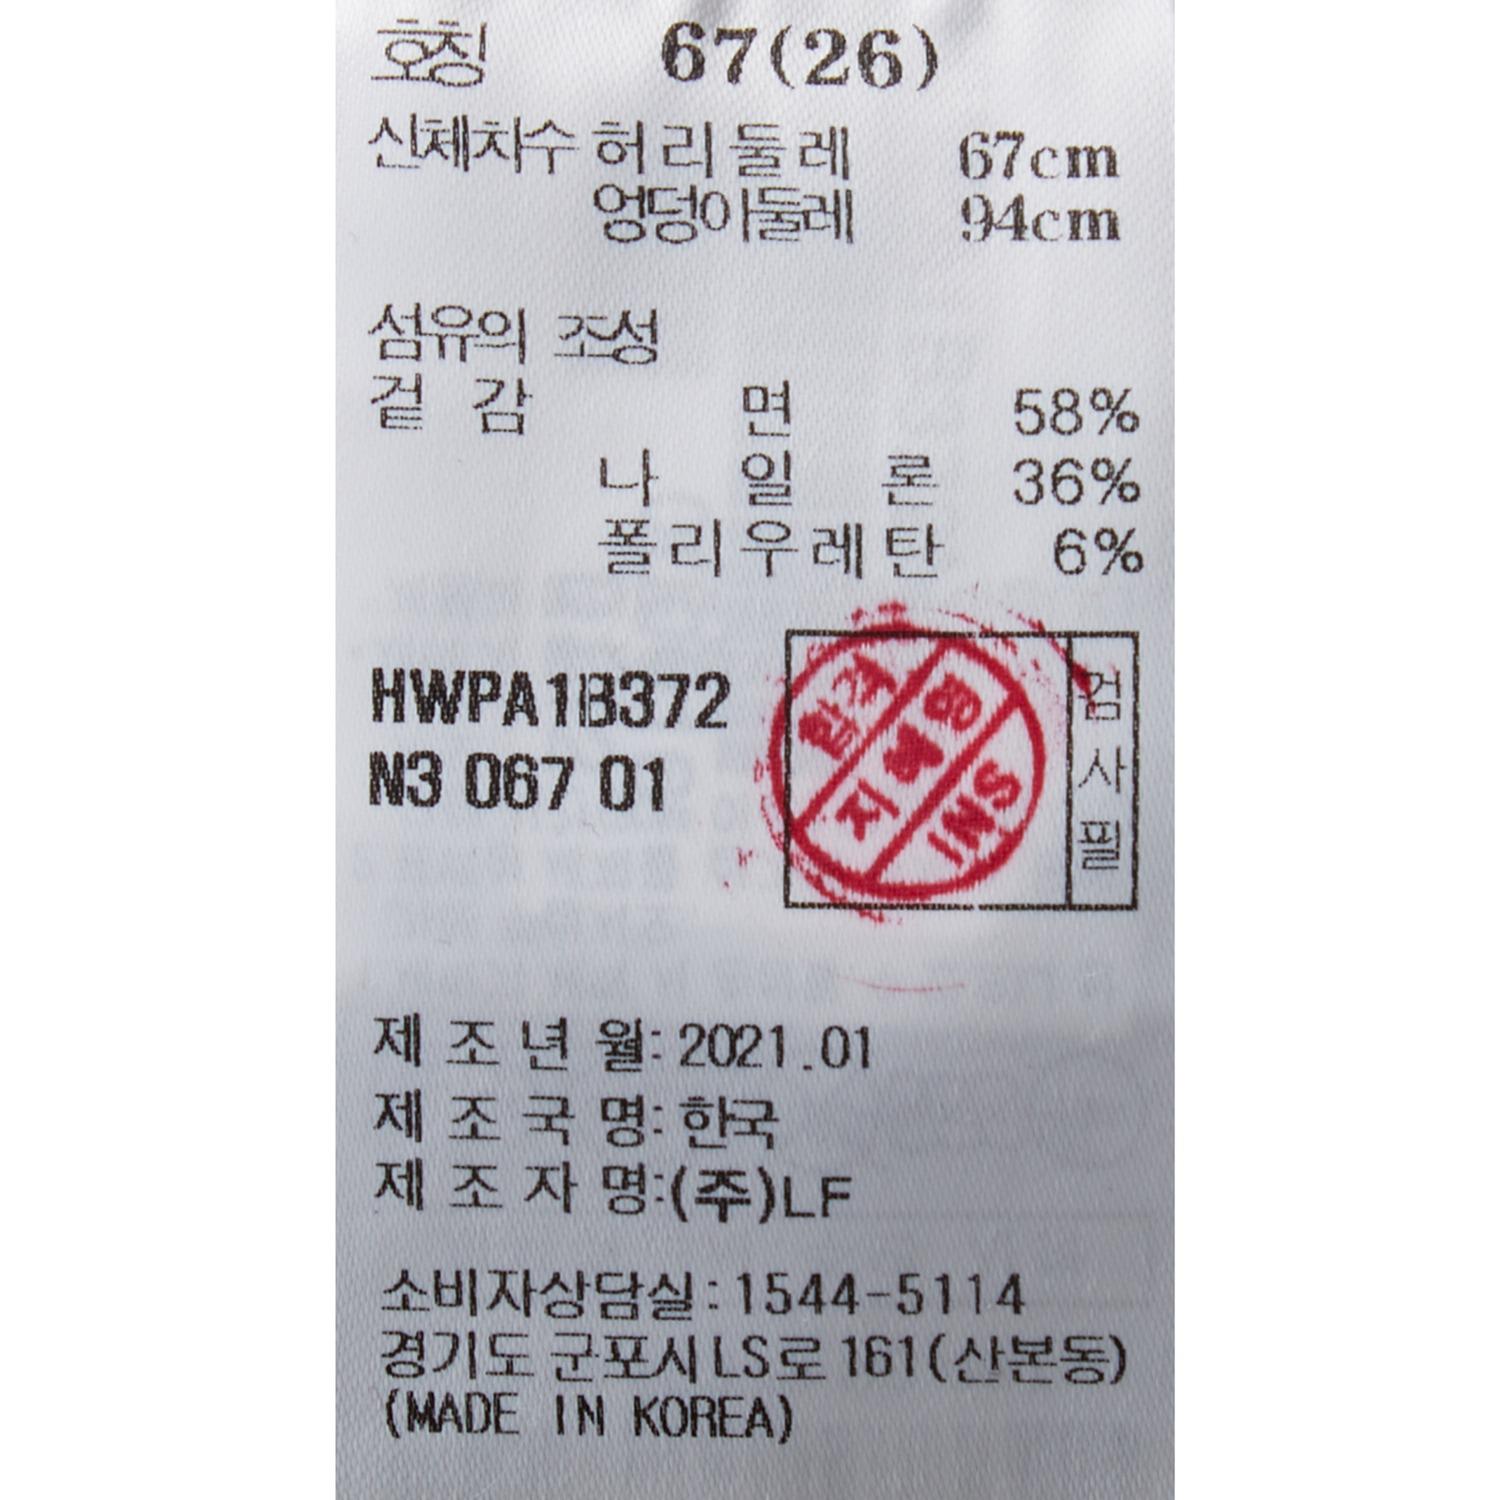 호칭 67(26)
신체치수 허리둘레 67cm
엉덩이둘레 94cm
섬유의 조성
겉감 면 58%
나일론 36%
폴리우레탄 6%
HWPA1B372
N3 067 01
합격
지 8
INS
검사필
제조년월: 2021.01
제조국명: 한국
제조자명:(주)LF
소비자상담실: 1544-5114
경기도 군포시 LS로 161(산본동)
(MADE IN KOREA)